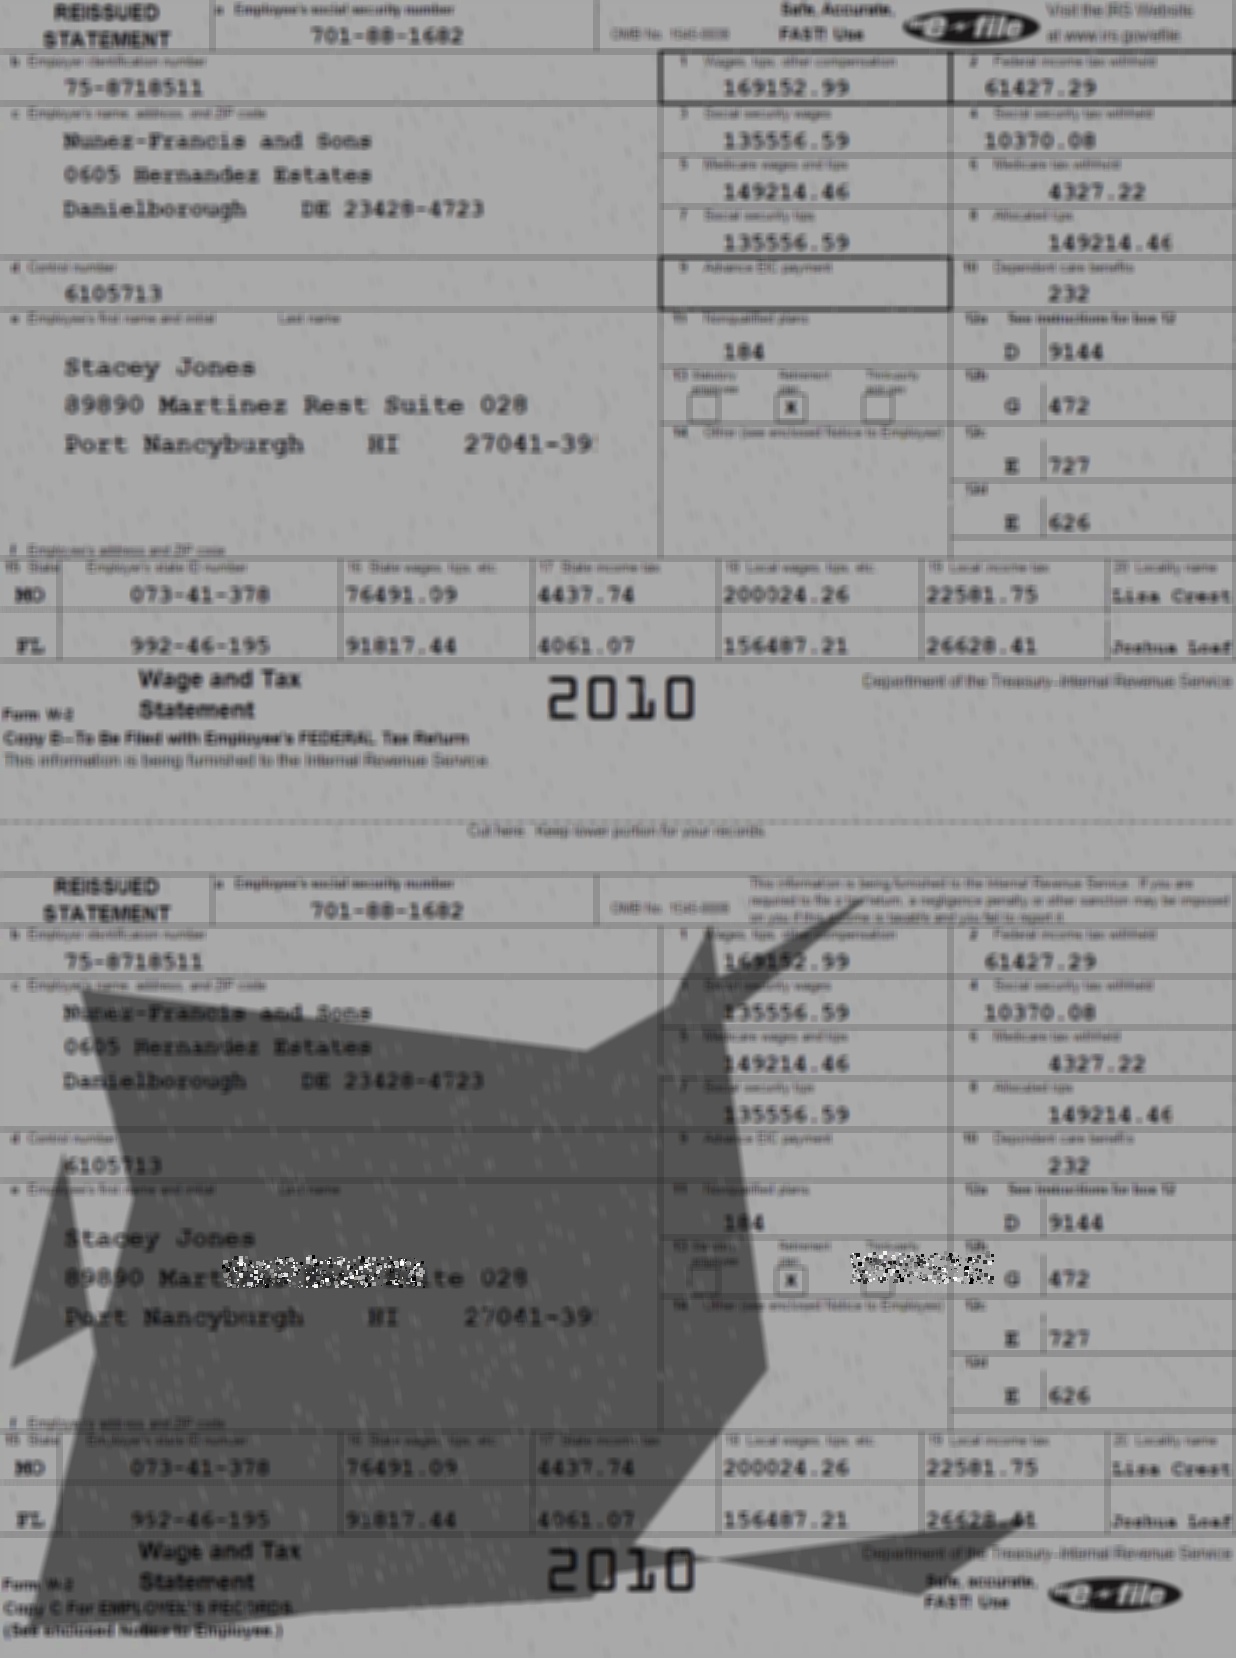 REISSUED STATEMENT
a Employee's social security number
701-88-1682
OMB No. 1545-0008
Safe, Accurate, FAST! Use
e-file
Visit the IRS Website at www.irs.gov/efile.
b Employer identification number
75-8718511
1 Wages, tips, other compensation
169152.99
2 Federal income tax withheld
61427.29
c Employer's name, address, and ZIP code
Nunez-Francis and Sons
0605 Hernandez Estates
Danielborough DE 23428-4723
3 Social security wages
135556.59
4 Social security tax withheld
10370.08
5 Medicare wages and tips
149214.46
6 Medicare tax withheld
4327.22
7 Social security tips
135556.59
8 Allocated tips
149214.46
d Control number
6105713
9 Advance EIC payment
10 Dependent care benefits
232
e Employee's first name and initial Last name
Stacey Jones
89890 Martinez Rest Suite 028
Port Nancyburgh HI 27041-39
11 Nonqualified plans
184
12a See instructions for box 12
D 9144
13 Statutory employee Retirement plan Third-party sick pay
X
12b
G 472
14 Other (see enclosed Notice to Employee)
12c
E 727
12d
E 626
f Employee's address and ZIP code
15 State Employer's state ID number 16 State wages, tips, etc. 17 State income tax 18 Local wages, tips, etc. 19 Local income tax 20 Locality name
MO 073-41-378 76491.09 4437.74 200024.26 22581.75 Lisa Crest
FL 992-46-195 91817.44 4061.07 156487.21 26628.41 Joshua Loaf
Form W-2 Wage and Tax Statement
2010
Department of the Treasury-Internal Revenue Service
Copy B-To Be Filed with Employee's FEDERAL Tax Return
This information is being furnished to the Internal Revenue Service.
Cut here. Keep lower portion for your records.
REISSUED STATEMENT
a Employee's social security number
701-88-1682
OMB No. 1545-0008
This information is being furnished to the Internal Revenue Service. If you are
required to file a tax return, a negligence penalty or other sanction may be imposed
on you if this income is taxable and you fail to report it.
b Employer identification number
75-8718511
1 Wages, tips, other compensation
169152.99
2 Federal income tax withheld
61427.29
c Employer's name, address, and ZIP code
Nunez-Francis and Sons
0605 Hernandez Estates
Danielborough DE 23428-4723
3 Social security wages
135556.59
4 Social security tax withheld
10370.08
5 Medicare wages and tips
149214.46
6 Medicare tax withheld
4327.22
7 Social security tips
135556.59
8 Allocated tips
149214.46
d Control number
6105713
9 Advance EIC payment
10 Dependent care benefits
232
e Employee's first name and initial Last name
Stacey Jones
89890 028
Port Nancyburgh HI 27041-39
11 Nonqualified plans
184
12a See instructions for box 12
D 9144
13 Retirement plan
X
G 472
14 Other (see enclosed Notice to Employee)
12c
E 727
12d
E 626
f Employee's address and ZIP code
15 State Employer's state ID number 16 State wages, tips, etc. 17 State income tax 18 Local wages, tips, etc. 19 Local income tax 20 Locality name
MO 073-41-378 76491.09 4437.74 200024.26 22581.75 Lisa Crest
FL 992-46-195 91817.44 4061.07 156487.21 26628.41 Joshua Loaf
Form W-2 Wage and Tax Statement
2010
Department of the Treasury-Internal Revenue Service
Copy C For EMPLOYEE'S RECORDS.
(See enclosed Notice to Employee.)
Safe, accurate, FAST! Use
e-file